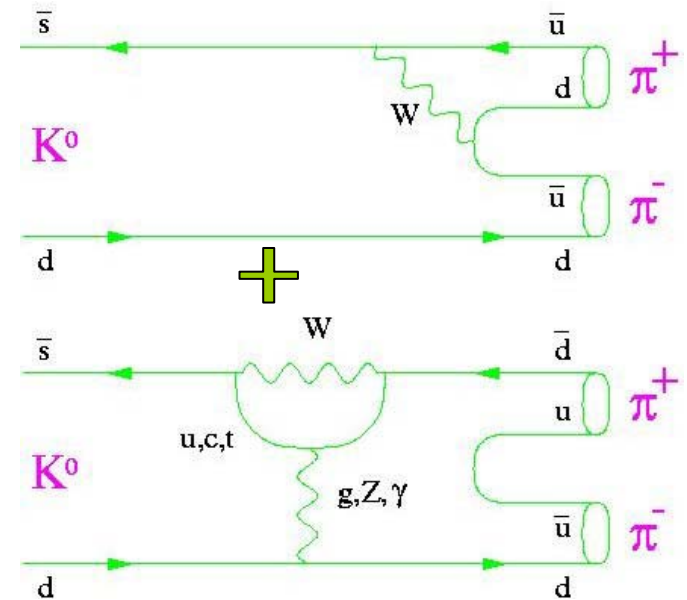 s̅ u̅
d π⁺
W
K⁰
u̅ π⁻
d d
+
W
s̅ d̅
u π⁺
u,c,t
K⁰
g,Z,γ
u̅ π⁻
d d